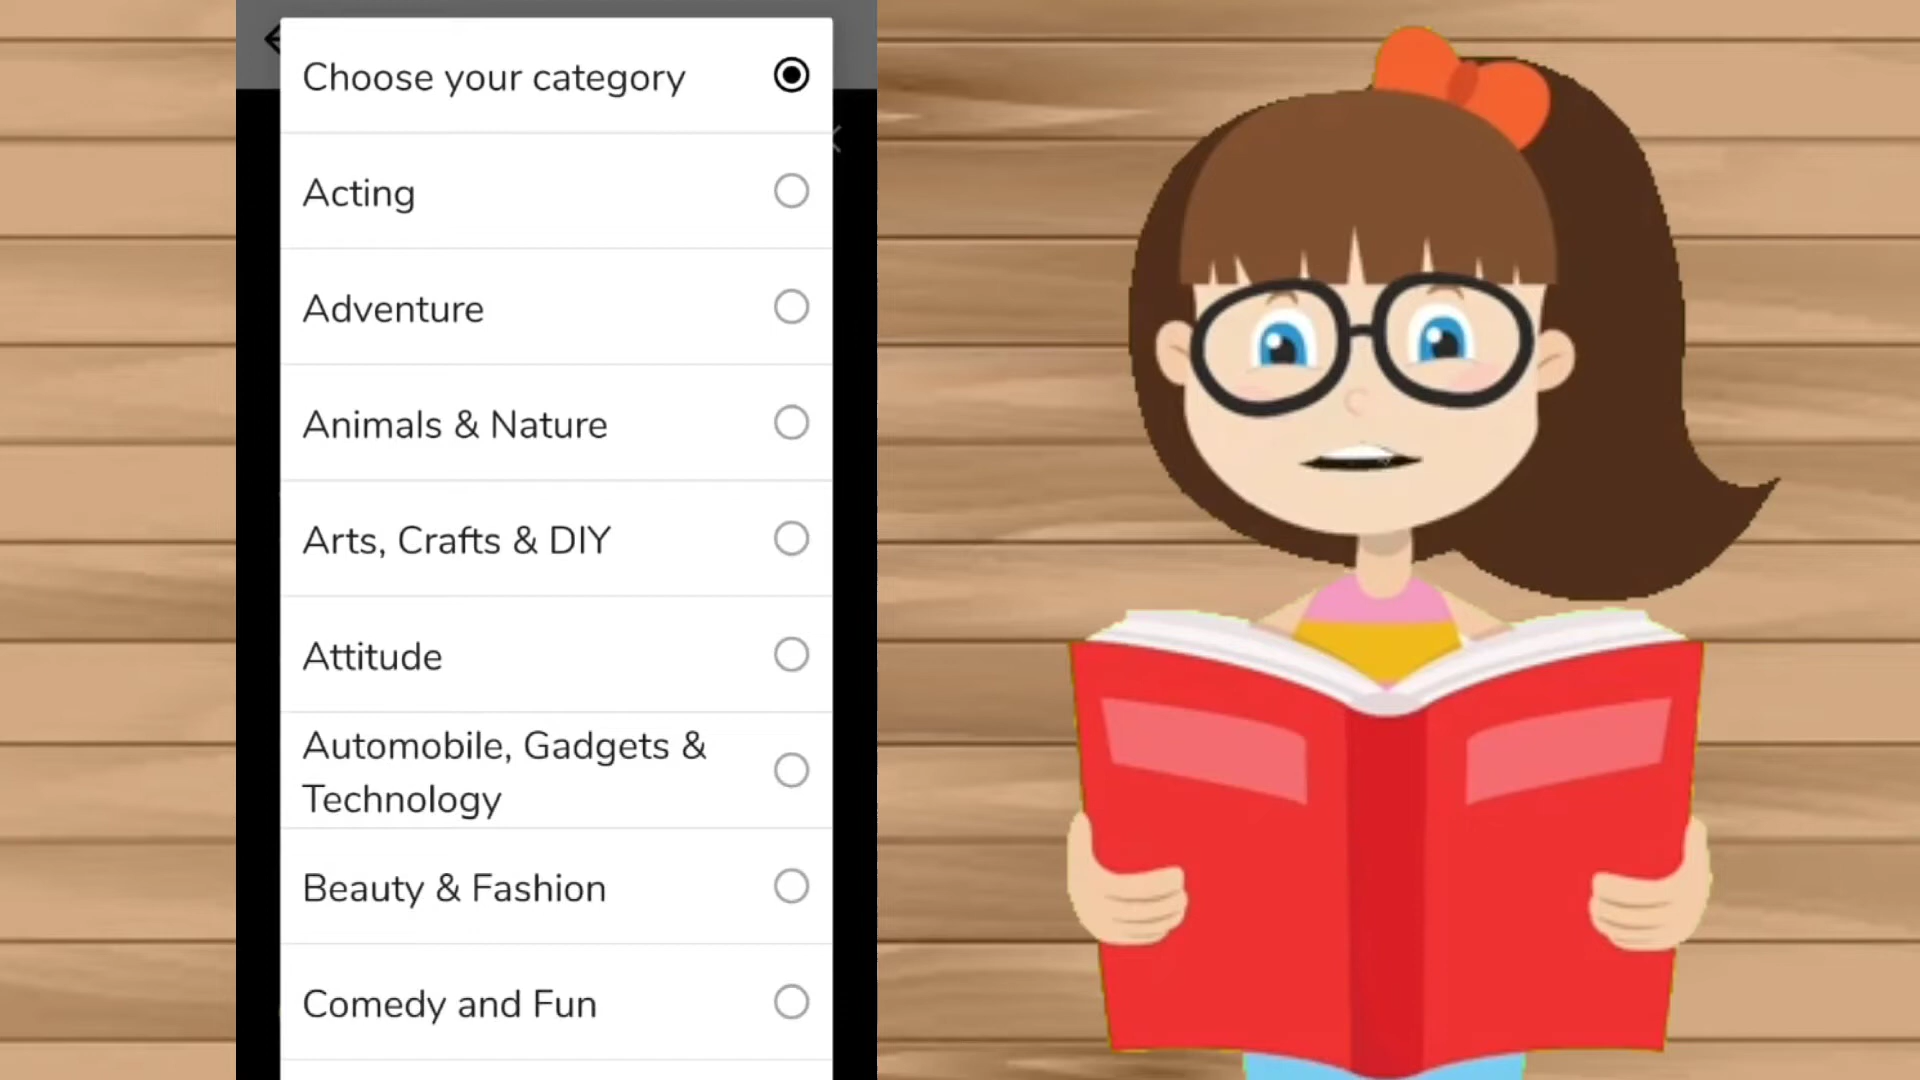 Choose your category
Acting
Adventure
Animals & Nature
Arts, Crafts & DIY
Attitude
Automobile, Gadgets &
Technology
Beauty & Fashion
Comedy and Fun